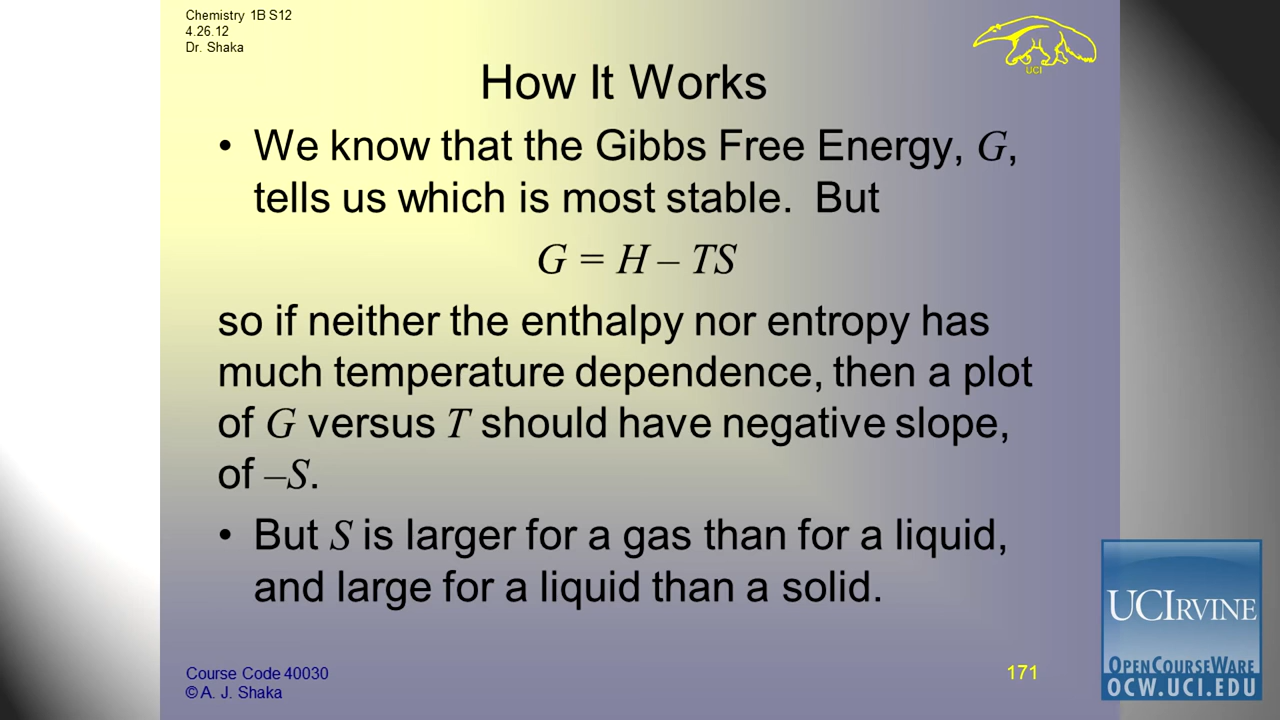 Chemistry 1B S12
4.26.12
Dr. Shaka
UCI
How It Works
• We know that the Gibbs Free Energy, G,
tells us which is most stable.  But
G = H – TS
so if neither the enthalpy nor entropy has
much temperature dependence, then a plot
of G versus T should have negative slope,
of –S.
• But S is larger for a gas than for a liquid,
and large for a liquid than a solid.
Course Code 40030
© A. J. Shaka
171
UCIRVINE
OPENCOURSEWARE
OCW.UCI.EDU